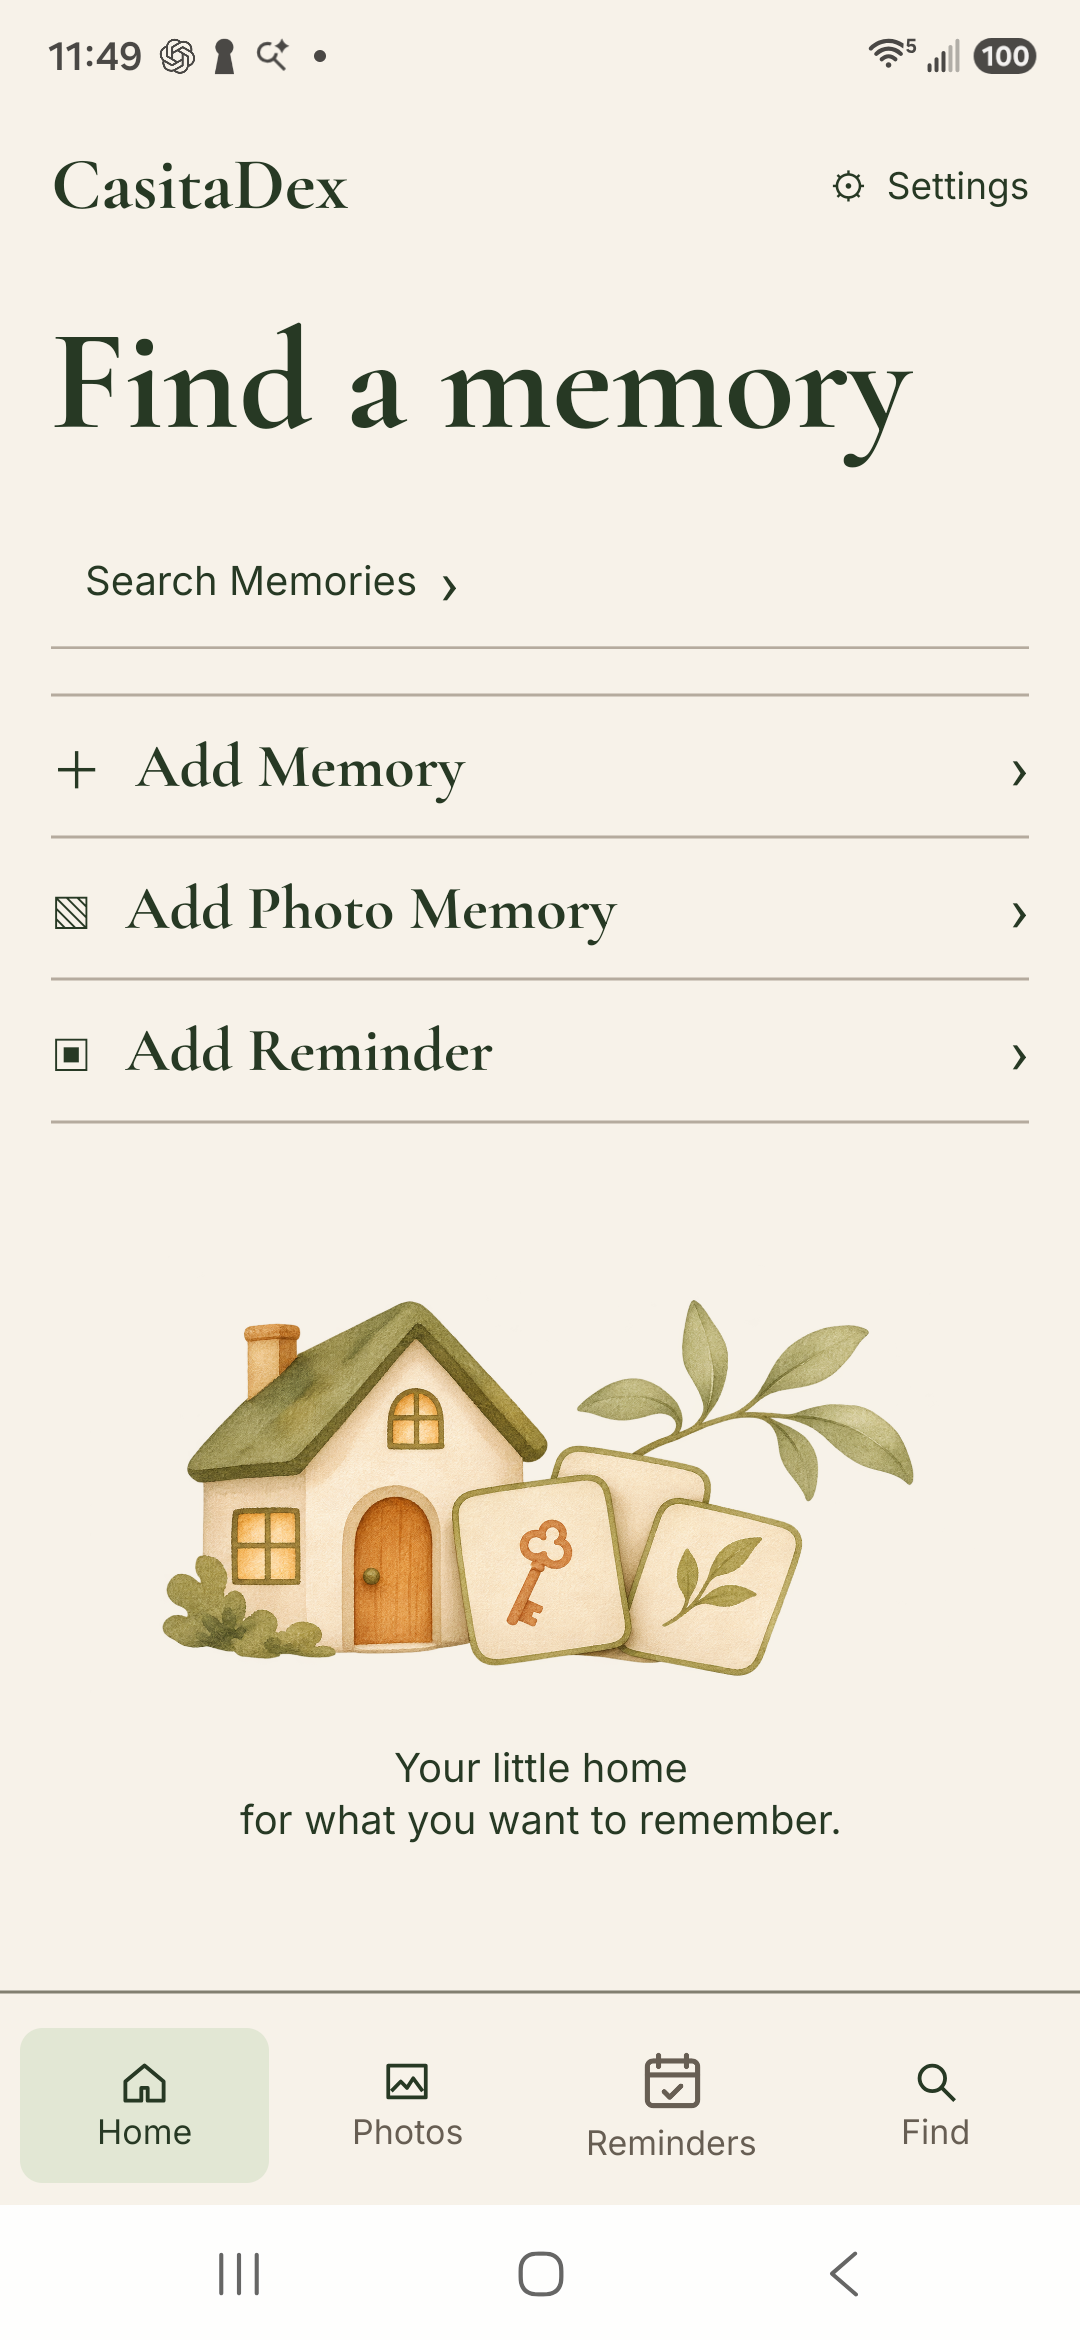 11:49
5
100
CasitaDex
Settings
Find a memory
Search Memories ›
+ Add Memory ›
Add Photo Memory ›
Add Reminder ›
Your little home
for what you want to remember.
Home
Photos
Reminders
Find